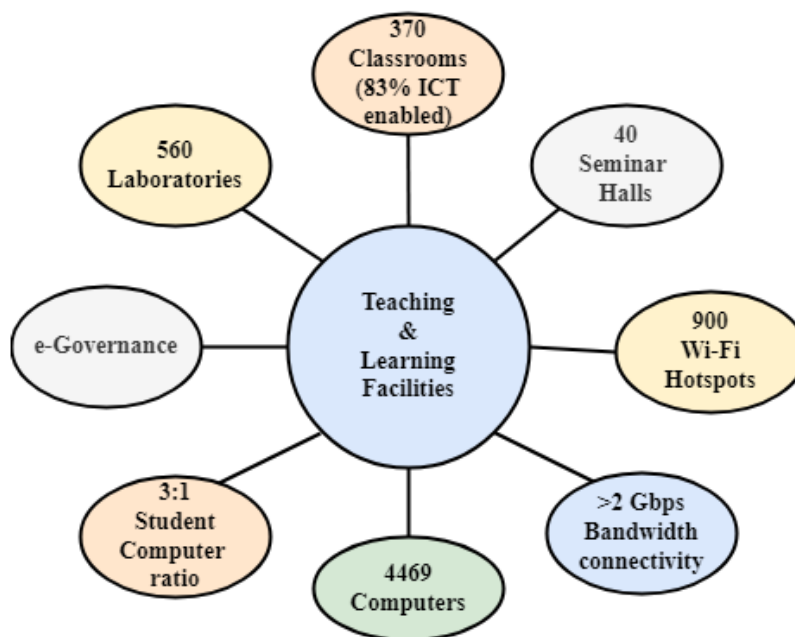 370
Classrooms
(83% ICT
enabled)
560
Laboratories
40
Seminar
Halls
e-Governance
Teaching
&
Learning
Facilities
900
Wi-Fi
Hotspots
3:1
Student
Computer
ratio
4469
Computers
>2 Gbps
Bandwidth
connectivity